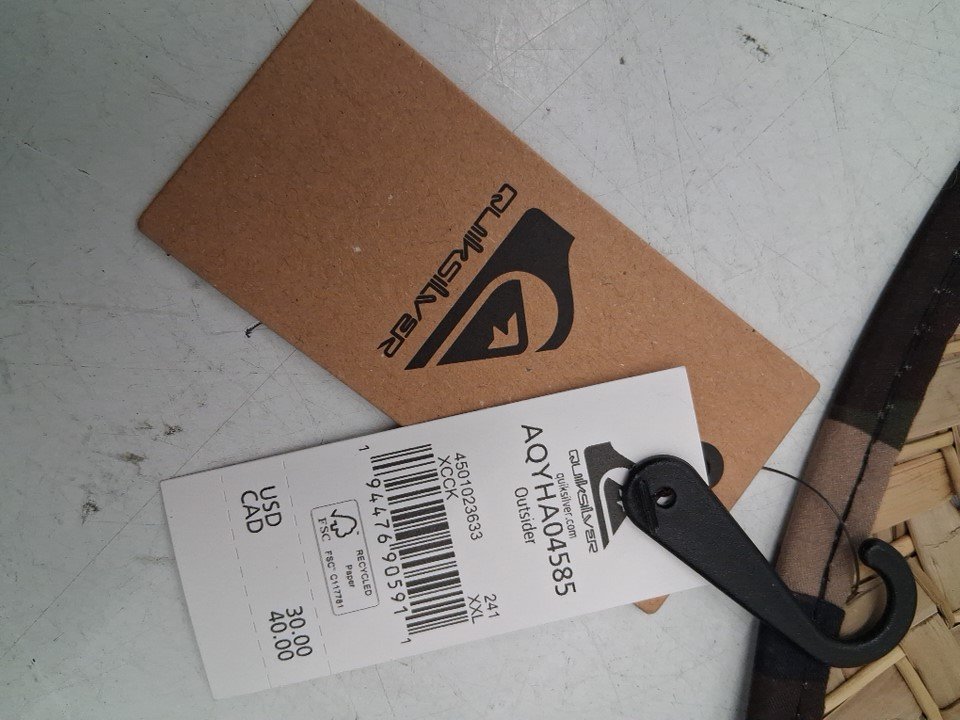 QUIKSILVER
QUIKSILVER
quiksilver.com
AQYHA04585
Outsider
4501023633 241
XCCK XXL
1 94476 90591 1
FSC
RECYCLED
Paper
FSC™ C117781
USD 30.00
CAD 40.00